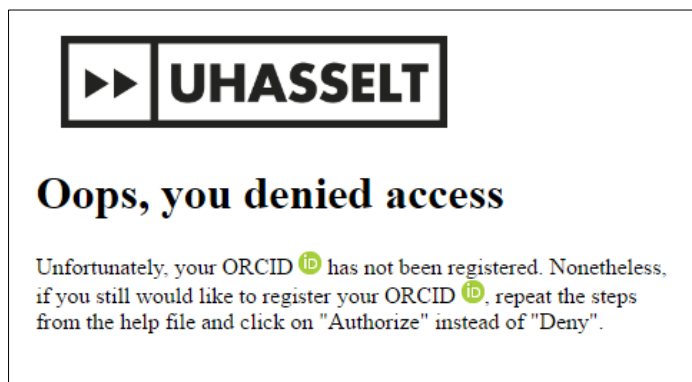 UHASSELT
Oops, you denied access
Unfortunately, your ORCID iD has not been registered. Nonetheless,
if you still would like to register your ORCID iD, repeat the steps
from the help file and click on "Authorize" instead of "Deny".